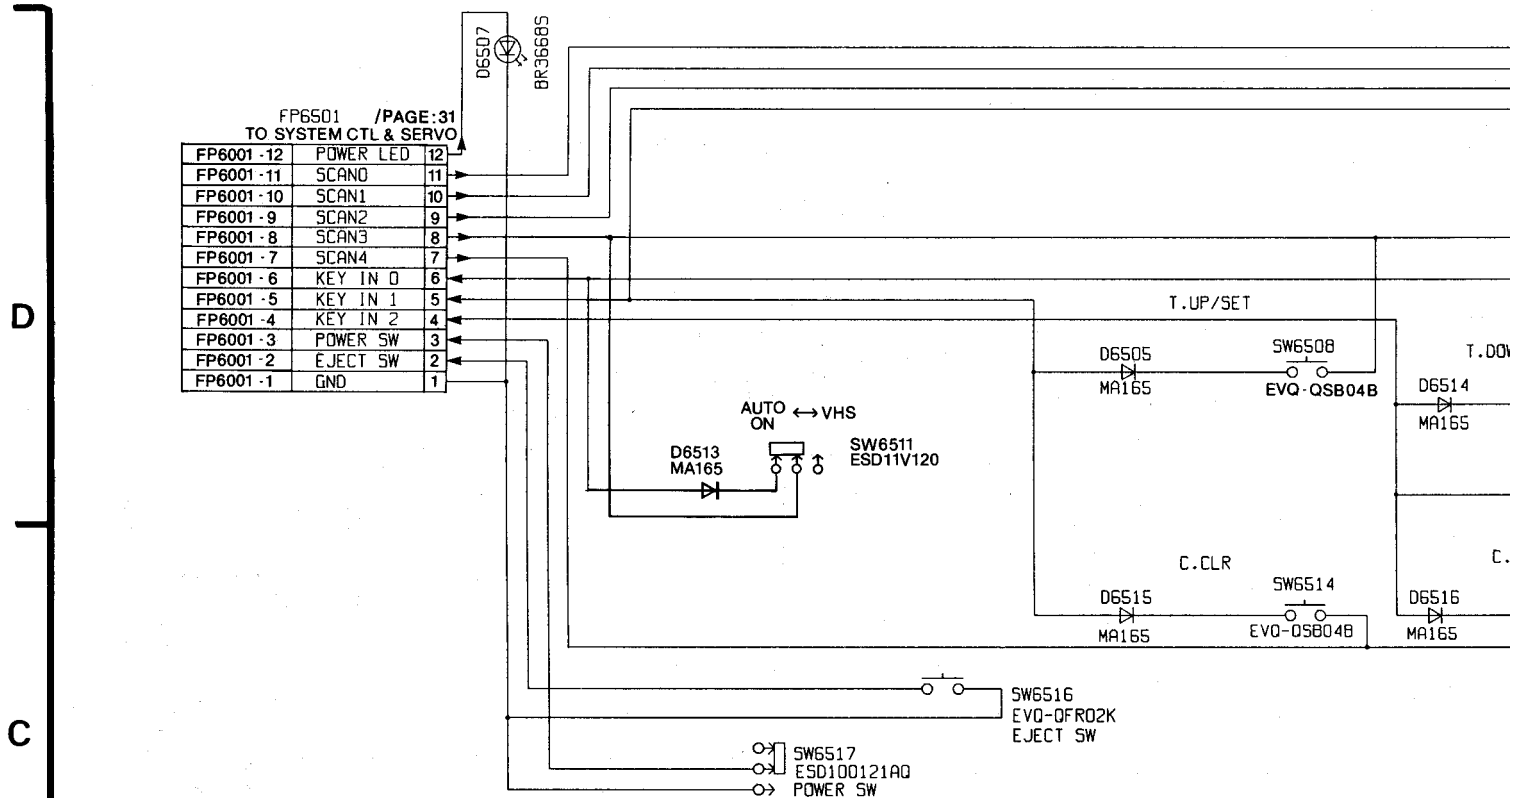 D6507
BR3668S
FP6501 /PAGE:31
TO SYSTEM CTL & SERVO
FP6001 -12 POWER LED 12
FP6001 -11 SCAN0 11
FP6001 -10 SCAN1 10
FP6001 -9 SCAN2 9
FP6001 -8 SCAN3 8
FP6001 -7 SCAN4 7
FP6001 -6 KEY IN 0 6
FP6001 -5 KEY IN 1 5
FP6001 -4 KEY IN 2 4
FP6001 -3 POWER SW 3
FP6001 -2 EJECT SW 2
FP6001 -1 GND 1
D
T.UP/SET
D6505
MA165
SW6508
EVQ-QSB04B
T.DOW
D6514
MA165
AUTO ↔ VHS
ON
D6513
MA165
SW6511
ESD11V120
C.CLR
C.
D6515
MA165
SW6514
EVQ-QSB04B
D6516
MA165
SW6516
EVQ-QFR02K
EJECT SW
C
SW6517
ESD100121AQ
POWER SW